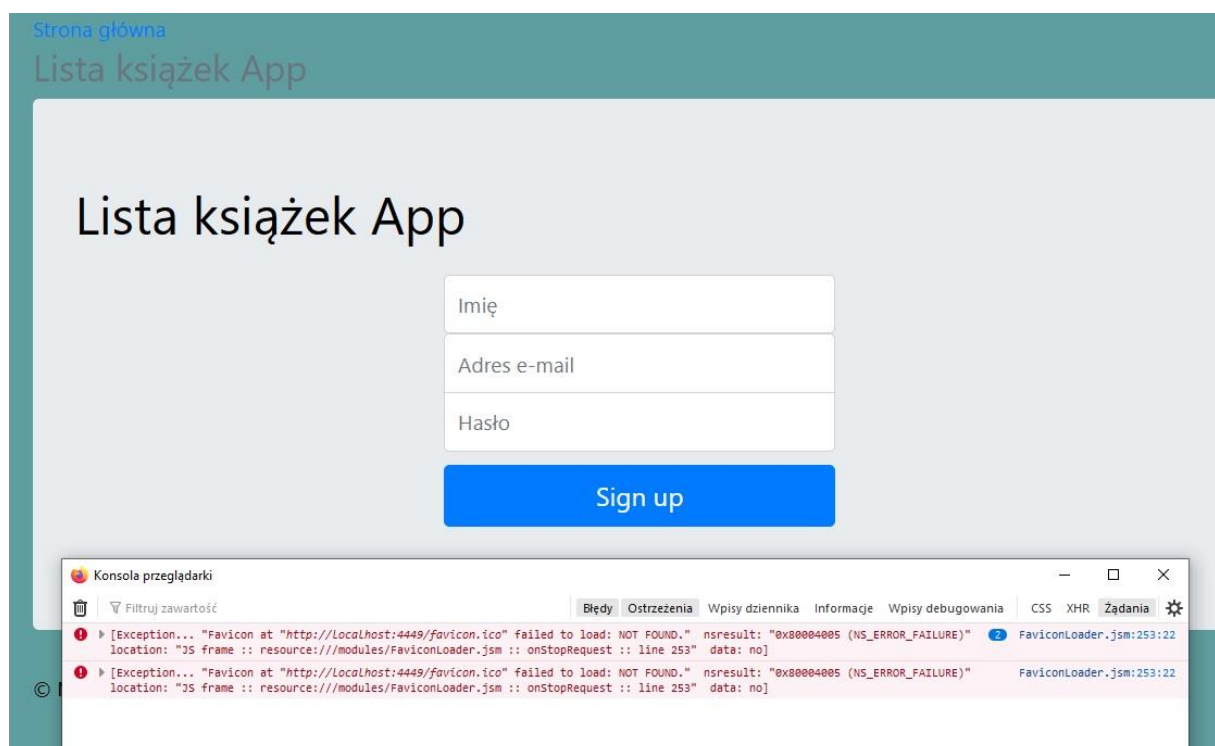 Strona główna
Lista książek App
Lista książek App
Imię
Adres e-mail
Hasło
Sign up
Konsola przeglądarki
Filtruj zawartość Błędy Ostrzeżenia Wpisy dziennika Informacje Wpisy debugowania CSS XHR Żądania
[Exception... "Favicon at "http://localhost:4449/favicon.ico" failed to load: NOT FOUND." nsresult: "0x80004005 (NS_ERROR_FAILURE)" 2 FaviconLoader.jsm:253:22
location: "JS frame :: resource:///modules/FaviconLoader.jsm :: onStopRequest :: line 253" data: no]
[Exception... "Favicon at "http://localhost:4449/favicon.ico" failed to load: NOT FOUND." nsresult: "0x80004005 (NS_ERROR_FAILURE)" FaviconLoader.jsm:253:22
location: "JS frame :: resource:///modules/FaviconLoader.jsm :: onStopRequest :: line 253" data: no]
©